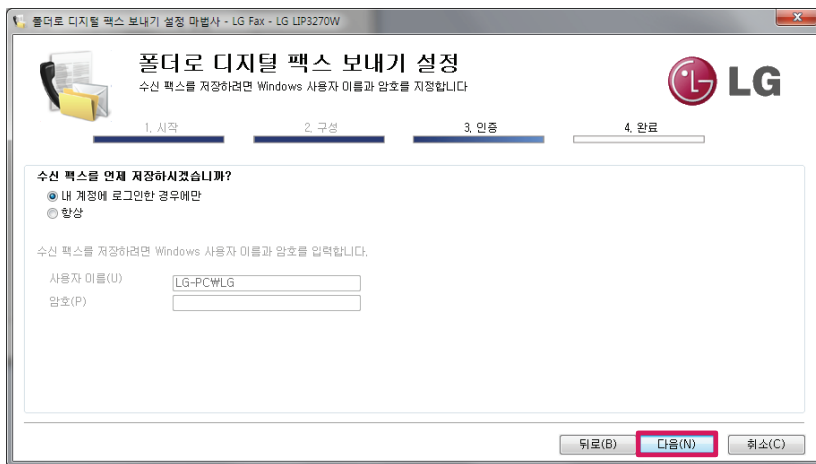 폴더로 디지털 팩스 보내기 설정 마법사 - LG Fax - LG LIP3270W
폴더로 디지털 팩스 보내기 설정
수신 팩스를 저장하려면 Windows 사용자 이름과 암호를 지정합니다
LG
1. 시작 2. 구성 3. 인증 4. 완료
수신 팩스를 언제 저장하시겠습니까?
내 계정에 로그인한 경우에만
항상
수신 팩스를 저장하려면 Windows 사용자 이름과 암호를 입력합니다.
사용자 이름(U) LG-PC₩LG
암호(P)
뒤로(B) 다음(N) 취소(C)